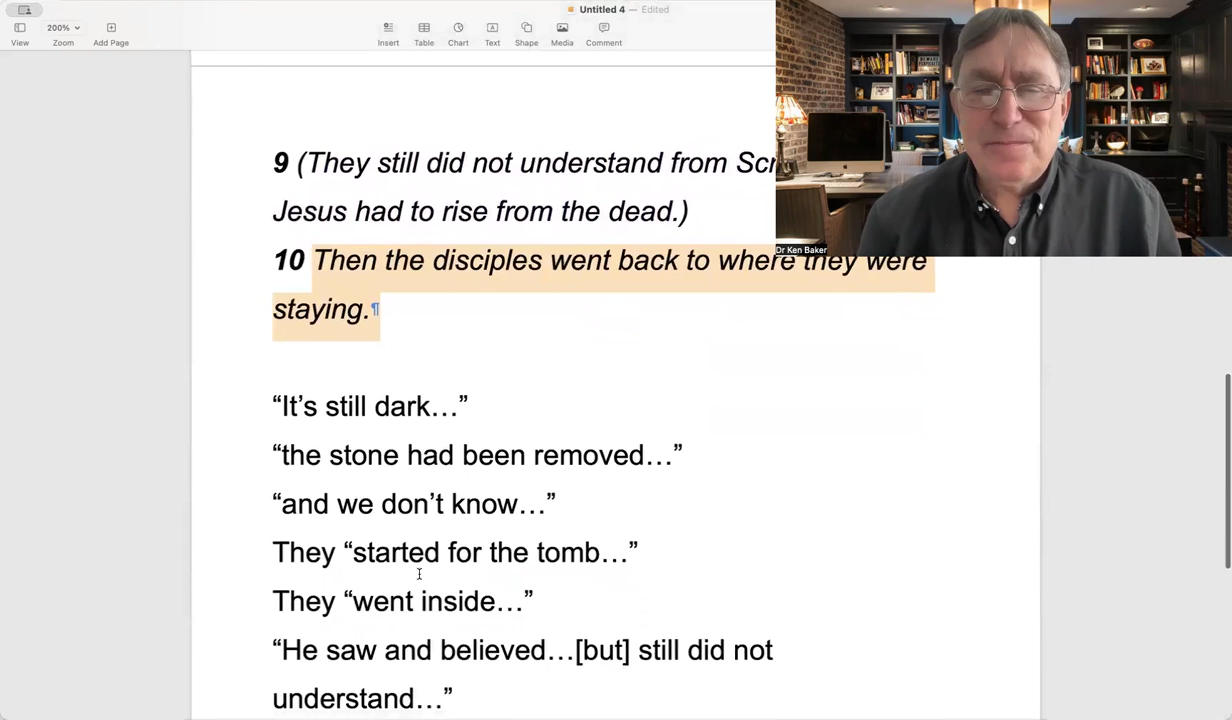 Untitled 4 — Edited
200%
View Zoom Add Page Insert Table Chart Text Shape Media Comment
9 (They still did not understand from
Jesus had to rise from the dead.)
10 Then the disciples went back to where they were
staying.¶
“It’s still dark…”
“the stone had been removed…”
“and we don’t know…”
They “started for the tomb…”
They “went inside…”
“He saw and believed…[but] still did not
understand…”
Dr Ken Baker